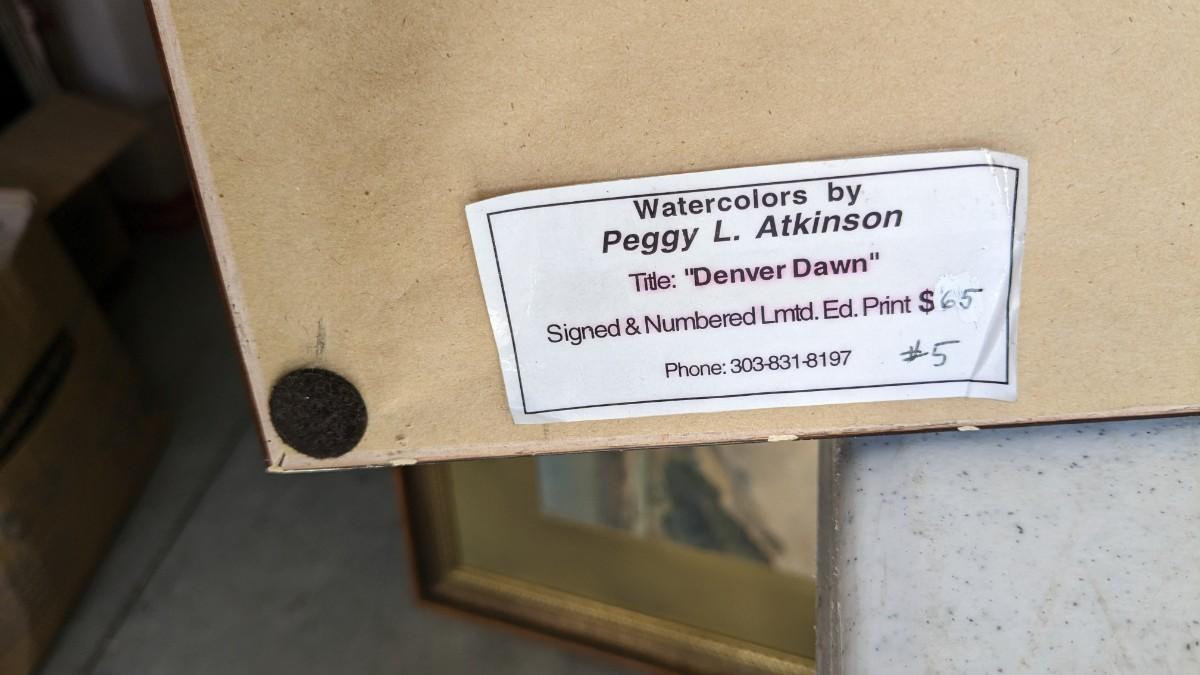 Watercolors by
Peggy L. Atkinson
Title: "Denver Dawn"
Signed & Numbered Lmtd. Ed. Print $65
Phone: 303-831-8197 #5